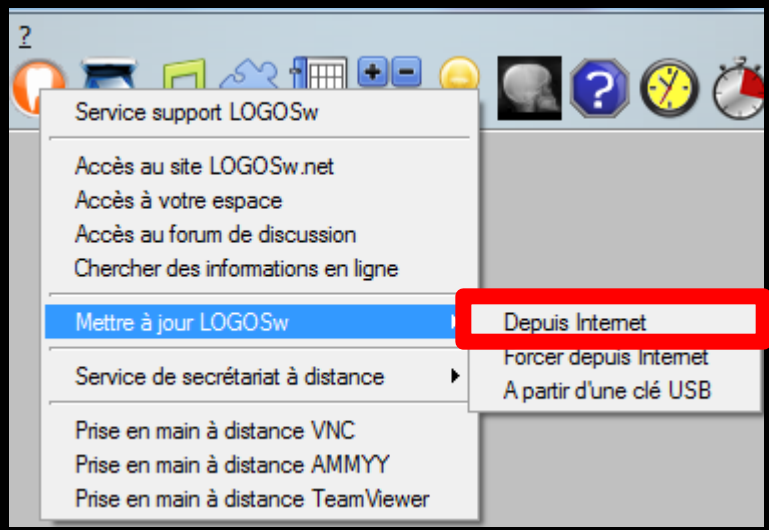 ?
Service support LOGOSw
Accès au site LOGOSw.net
Accès à votre espace
Accès au forum de discussion
Chercher des informations en ligne
Mettre à jour LOGOSw
Depuis Internet
Forcer depuis Internet
A partir d'une clé USB
Service de secrétariat à distance
Prise en main à distance VNC
Prise en main à distance AMMYY
Prise en main à distance TeamViewer